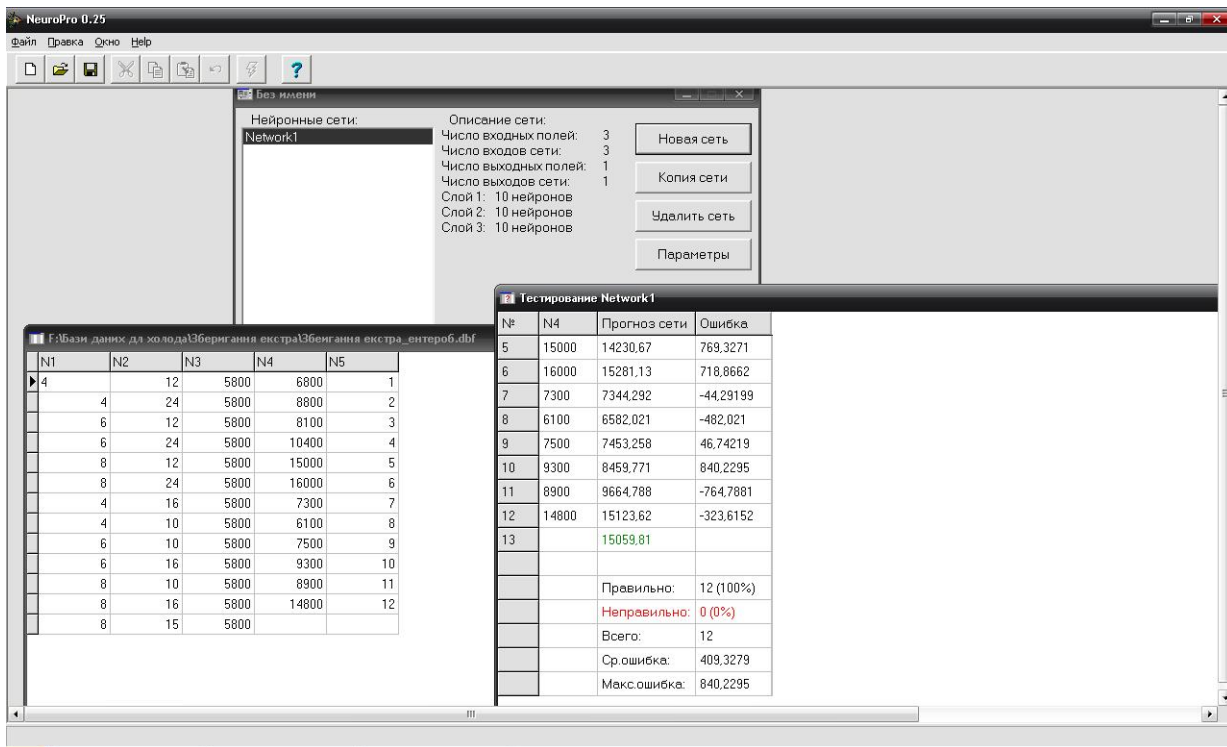 NeuroPro 0.25
Файл Правка Окно Help
Без имени
Нейронные сети:
Network1
Описание сети:
Число входных полей: 3
Число входов сети: 3
Число выходных полей: 1
Число выходов сети: 1
Слой 1: 10 нейронов
Слой 2: 10 нейронов
Слой 3: 10 нейронов
Новая сеть
Копия сети
Удалить сеть
Параметры
F:\Бази даних дл холода\Зберигання екстра\Збеигання екстра_ентероб.dbf
N1 N2 N3 N4 N5
4 12 5800 6800 1
4 24 5800 8800 2
6 12 5800 8100 3
6 24 5800 10400 4
8 12 5800 15000 5
8 24 5800 16000 6
4 16 5800 7300 7
4 10 5800 6100 8
6 10 5800 7500 9
6 16 5800 9300 10
8 10 5800 8900 11
8 16 5800 14800 12
8 15 5800
Тестирование Network1
№ N4 Прогноз сети Ошибка
5 15000 14230,67 769,3271
6 16000 15281,13 718,8662
7 7300 7344,292 -44,29199
8 6100 6582,021 -482,021
9 7500 7453,258 46,74219
10 9300 8459,771 840,2295
11 8900 9664,788 -764,7881
12 14800 15123,62 -323,6152
13 15059,81
Правильно: 12 (100%)
Неправильно: 0 (0%)
Всего: 12
Ср.ошибка: 409,3279
Макс.ошибка: 840,2295